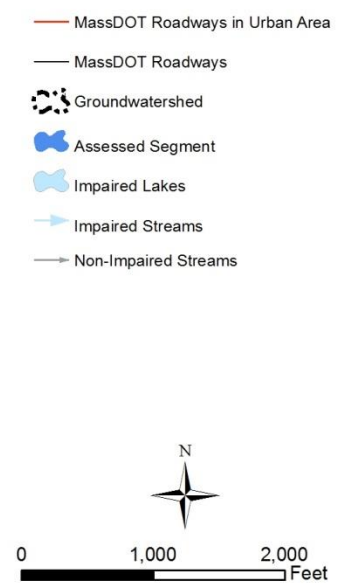 MassDOT Roadways in Urban Area
MassDOT Roadways
Groundwatershed
Assessed Segment
Impaired Lakes
Impaired Streams
Non-Impaired Streams
N
0 1,000 2,000
Feet